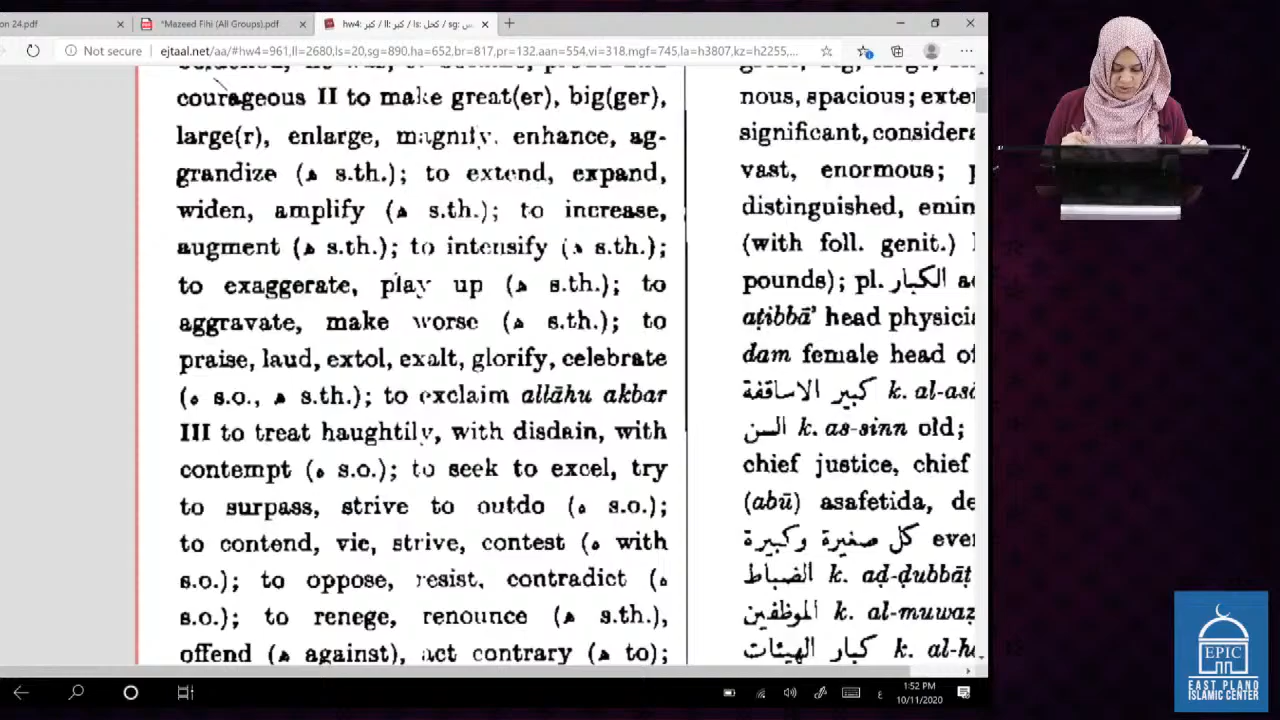 on 24.pdf
*Mazeed Fihi (All Groups).pdf
Not secure
ejtaal.net/aa/#hw4=961,ll=2680,ls=20,sg=890,ha=652,br=817,pr=132,aan=554,vi=318,mgf=745,la=h3807,kz=h2255,...
courageous II to make great(er), big(ger),
large(r), enlarge, magnify, enhance, ag-
grandize (ﻫ s.th.); to extend, expand,
widen, amplify (ﻫ s.th.); to increase,
augment (ﻫ s.th.); to intensify (ﻫ s.th.);
to exaggerate, play up (ﻫ s.th.); to
aggravate, make worse (ﻫ s.th.); to
praise, laud, extol, exalt, glorify, celebrate
(ه s.o., ﻫ s.th.); to exclaim allāhu akbar
III to treat haughtily, with disdain, with
contempt (ه s.o.); to seek to excel, try
to surpass, strive to outdo (ه s.o.);
to contend, vie, strive, contest (ه with
s.o.); to oppose, resist, contradict (ه
s.o.); to renege, renounce (ﻫ s.th.),
offend (ﻫ against), act contrary (ﻫ to);
nous, spacious; exten
significant, considera
vast, enormous; p
distinguished, emin
(with foll. genit.)
pounds); pl. الكبار
aṭibbā' head physici
dam female head of
كبير الاساقفة k. al-asā
السن k. as-sinn old;
chief justice, chief
(abū) asafetida, de
كل صغيرة وكبيرة ever
الضباط k. aḍ-ḍubbāṭ
الموظفين k. al-muwaẓ
كبار الهيئات k. al-h
1:52 PM
10/11/2020
EPIC
EAST PLANO
ISLAMIC CENTER